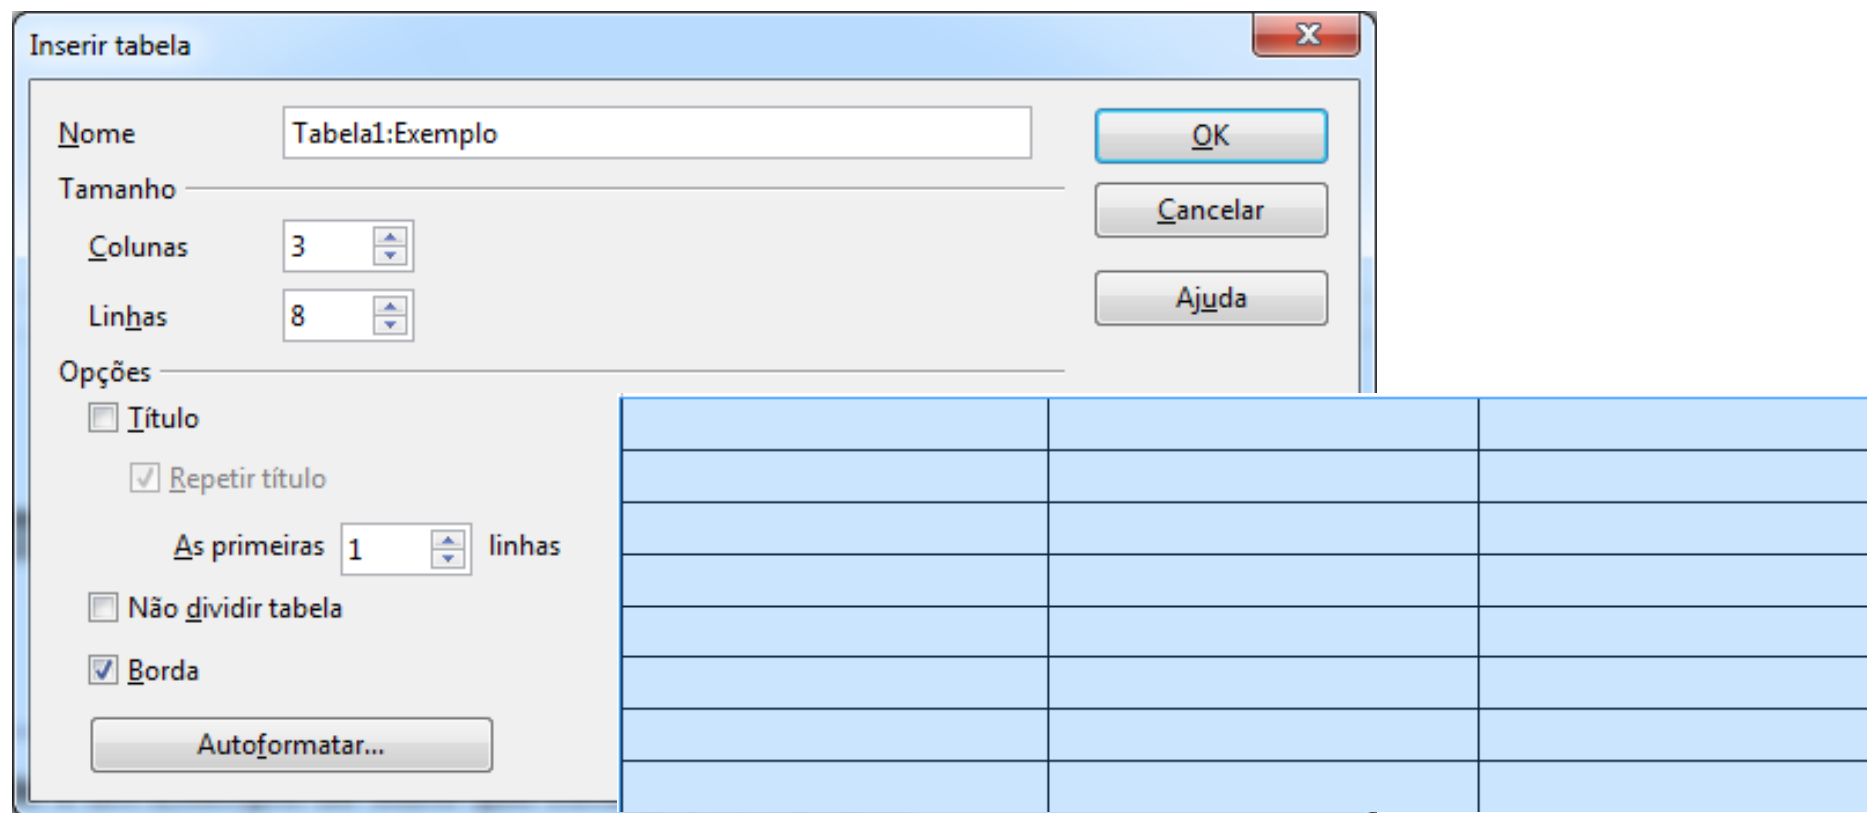 Inserir tabela
Nome Tabela1:Exemplo OK
Tamanho
Cancelar
Colunas 3
Linhas 8
Ajuda
Opções
Título
Repetir título
As primeiras 1 linhas
Não dividir tabela
Borda
Autoformatar...